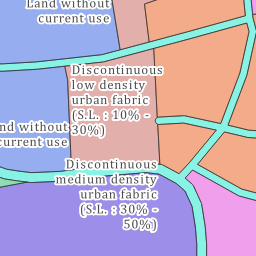 Land without
current use
Discontinuous
low density
urban fabric
(S.L. : 10% -
30%)
nd without
current use
Discontinuous
medium density
urban fabric
(S.L. : 30% -
50%)